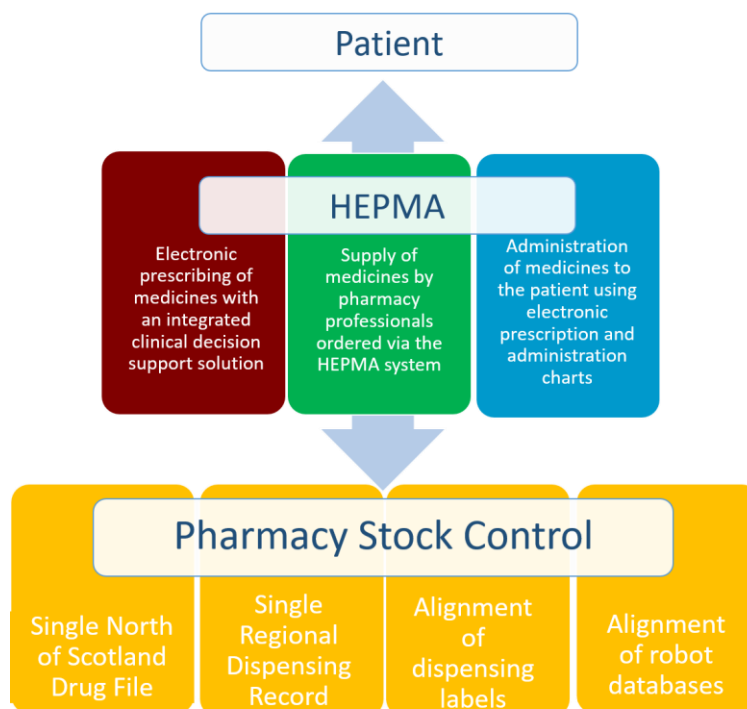 Patient
HEPMA
Electronic
prescribing of
medicines with
an integrated
clinical decision
support solution
Supply of
medicines by
pharmacy
professionals
ordered via the
HEPMA system
Administration
of medicines to
the patient using
electronic
prescription and
administration
charts
Pharmacy Stock Control
Single North
of Scotland
Drug File
Single
Regional
Dispensing
Record
Alignment
of
dispensing
labels
Alignment
of robot
databases